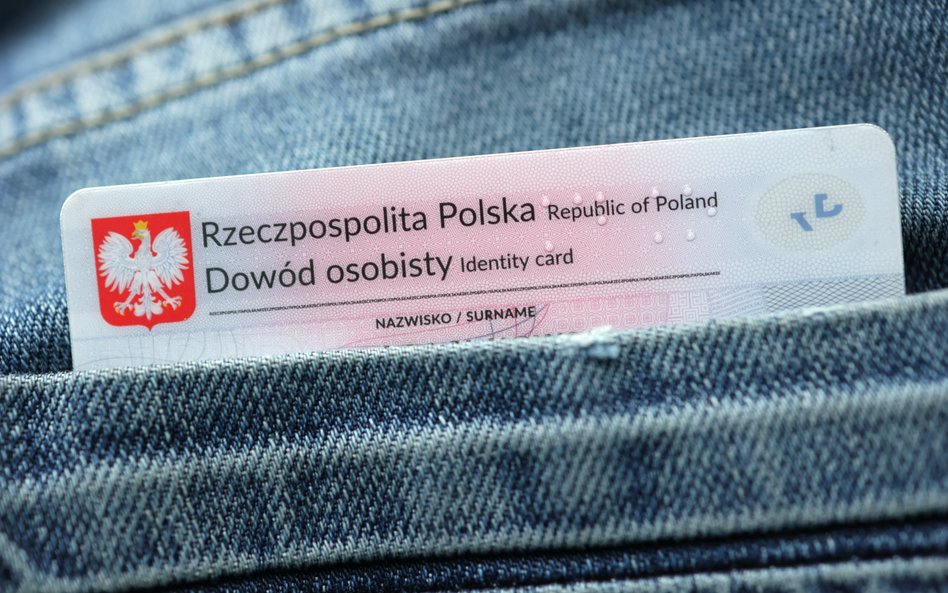 Rzeczpospolita Polska Republic of Poland
Dowód osobisty Identity card
NAZWISKO / SURNAME